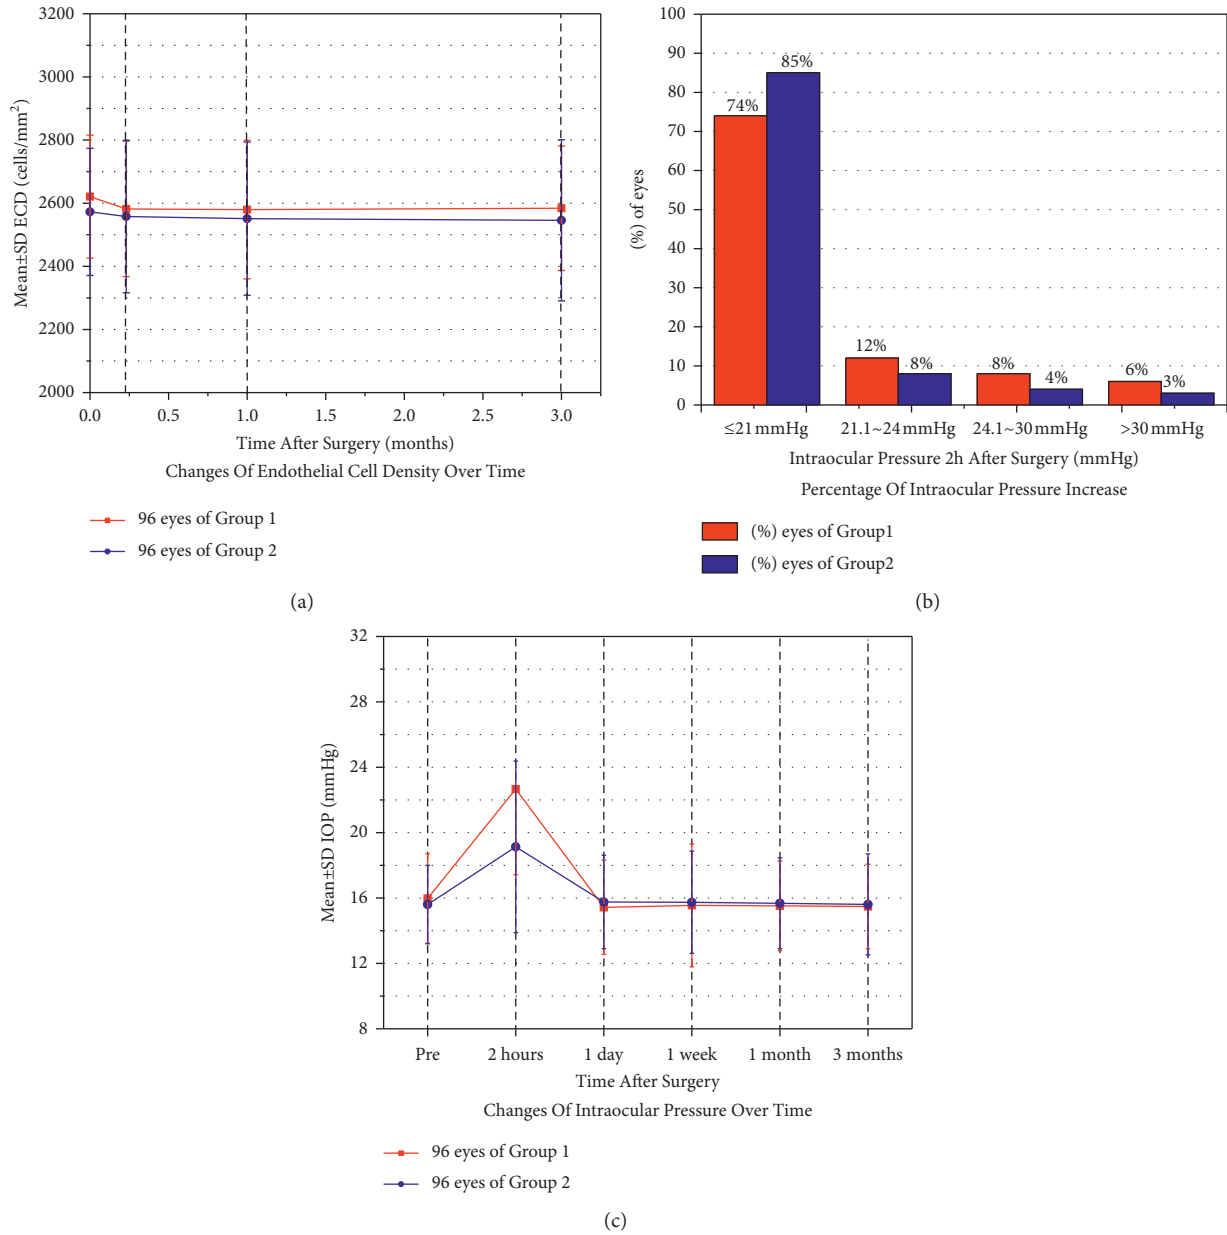 3200
3000
2800
2600
2400
2200
2000
Mean±SD ECD (cells/mm²)
0.0 0.5 1.0 1.5 2.0 2.5 3.0
Time After Surgery (months)
Changes Of Endothelial Cell Density Over Time
96 eyes of Group 1
96 eyes of Group 2
(a)
100
90
80
70
60
50
40
30
20
10
0
(%) of eyes
74% 85%
12% 8%
8% 4%
6% 3%
≤21 mmHg 21.1~24 mmHg 24.1~30 mmHg >30 mmHg
Intraocular Pressure 2h After Surgery (mmHg)
Percentage Of Intraocular Pressure Increase
(%) eyes of Group1
(%) eyes of Group2
(b)
32
28
24
20
16
12
8
Mean±SD IOP (mmHg)
Pre 2 hours 1 day 1 week 1 month 3 months
Time After Surgery
Changes Of Intraocular Pressure Over Time
96 eyes of Group 1
96 eyes of Group 2
(c)